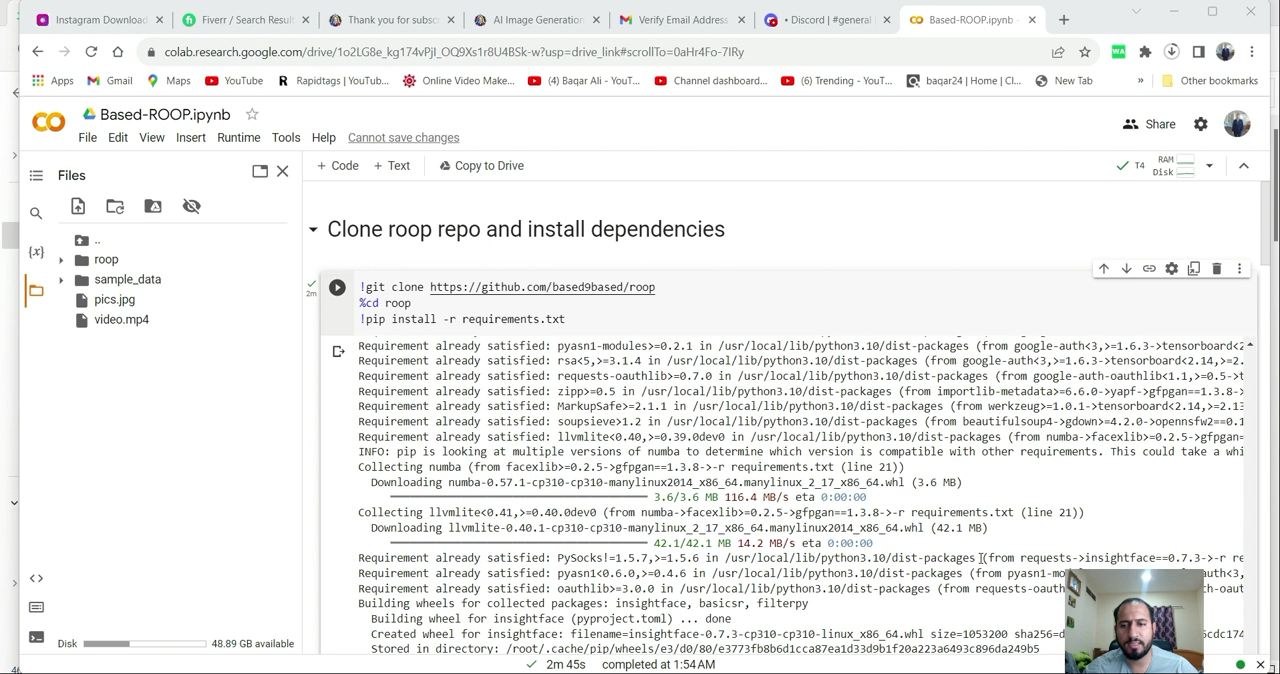 Instagram Download
Fiverr / Search Resul
Thank you for subsc
AI Image Generation
Verify Email Address
• Discord | #general
Based-ROOP.ipynb -
colab.research.google.com/drive/1o2LG8e_kg174vPjI_OQ9Xs1r8U4BSk-w?usp=drive_link#scrollTo=0aHr4Fo-7IRy
Apps
Gmail
Maps
YouTube
Rapidtags | YouTub...
Online Video Make...
(4) Baqar Ali - YouT...
Channel dashboard...
(6) Trending - YouT...
baqar24 | Home | Cl...
New Tab
»
Other bookmarks
Based-ROOP.ipynb
File Edit View Insert Runtime Tools Help Cannot save changes
Share
Files
+ Code + Text
Copy to Drive
T4
RAM
Disk
..
roop
sample_data
pics.jpg
video.mp4
Disk
48.89 GB available
Clone roop repo and install dependencies
2m
!git clone https://github.com/based9based/roop
%cd roop
!pip install -r requirements.txt
Requirement already satisfied: pyasn1-modules>=0.2.1 in /usr/local/lib/python3.10/dist-packages (from google-auth<3,>=1.6.3->tensorboard<2
Requirement already satisfied: rsa<5,>=3.1.4 in /usr/local/lib/python3.10/dist-packages (from google-auth<3,>=1.6.3->tensorboard<2.14,>=2.
Requirement already satisfied: requests-oauthlib>=0.7.0 in /usr/local/lib/python3.10/dist-packages (from google-auth-oauthlib<1.1,>=0.5->t
Requirement already satisfied: zipp>=0.5 in /usr/local/lib/python3.10/dist-packages (from importlib-metadata>=6.6.0->yapf->gfpgan==1.3.8->
Requirement already satisfied: MarkupSafe>=2.1.1 in /usr/local/lib/python3.10/dist-packages (from werkzeug>=1.0.1->tensorboard<2.14,>=2.13
Requirement already satisfied: soupsieve>1.2 in /usr/local/lib/python3.10/dist-packages (from beautifulsoup4->gdown>=4.2.0->opennsfw2==0.1
Requirement already satisfied: llvmlite<0.40,>=0.39.0dev0 in /usr/local/lib/python3.10/dist-packages (from numba->facexlib>=0.2.5->gfpgan=
INFO: pip is looking at multiple versions of numba to determine which version is compatible with other requirements. This could take a whi
Collecting numba (from facexlib>=0.2.5->gfpgan==1.3.8->-r requirements.txt (line 21))
Downloading numba-0.57.1-cp310-cp310-manylinux2014_x86_64.manylinux_2_17_x86_64.whl (3.6 MB)
3.6/3.6 MB 116.4 MB/s eta 0:00:00
Collecting llvmlite<0.41,>=0.40.0dev0 (from numba->facexlib>=0.2.5->gfpgan==1.3.8->-r requirements.txt (line 21))
Downloading llvmlite-0.40.1-cp310-cp310-manylinux_2_17_x86_64.manylinux2014_x86_64.whl (42.1 MB)
42.1/42.1 MB 14.2 MB/s eta 0:00:00
Requirement already satisfied: PySocks!=1.5.7,>=1.5.6 in /usr/local/lib/python3.10/dist-packages (from requests->insightface==0.7.3->-r re
Requirement already satisfied: pyasn1<0.6.0,>=0.4.6 in /usr/local/lib/python3.10/dist-packages (from pyasn1-mo
Requirement already satisfied: oauthlib>=3.0.0 in /usr/local/lib/python3.10/dist-packages (from requests-oaut
Building wheels for collected packages: insightface, basicsr, filterpy
Building wheel for insightface (pyproject.toml) ... done
Created wheel for insightface: filename=insightface-0.7.3-cp310-cp310-linux_x86_64.whl size=1053200
Stored in directory: /root/.cache/pip/wheels/e3/d0/80/e3773fb8b6d1cca87ea1d33d9b1f20a223a6493c896da249b5
2m 45s completed at 1:54 AM